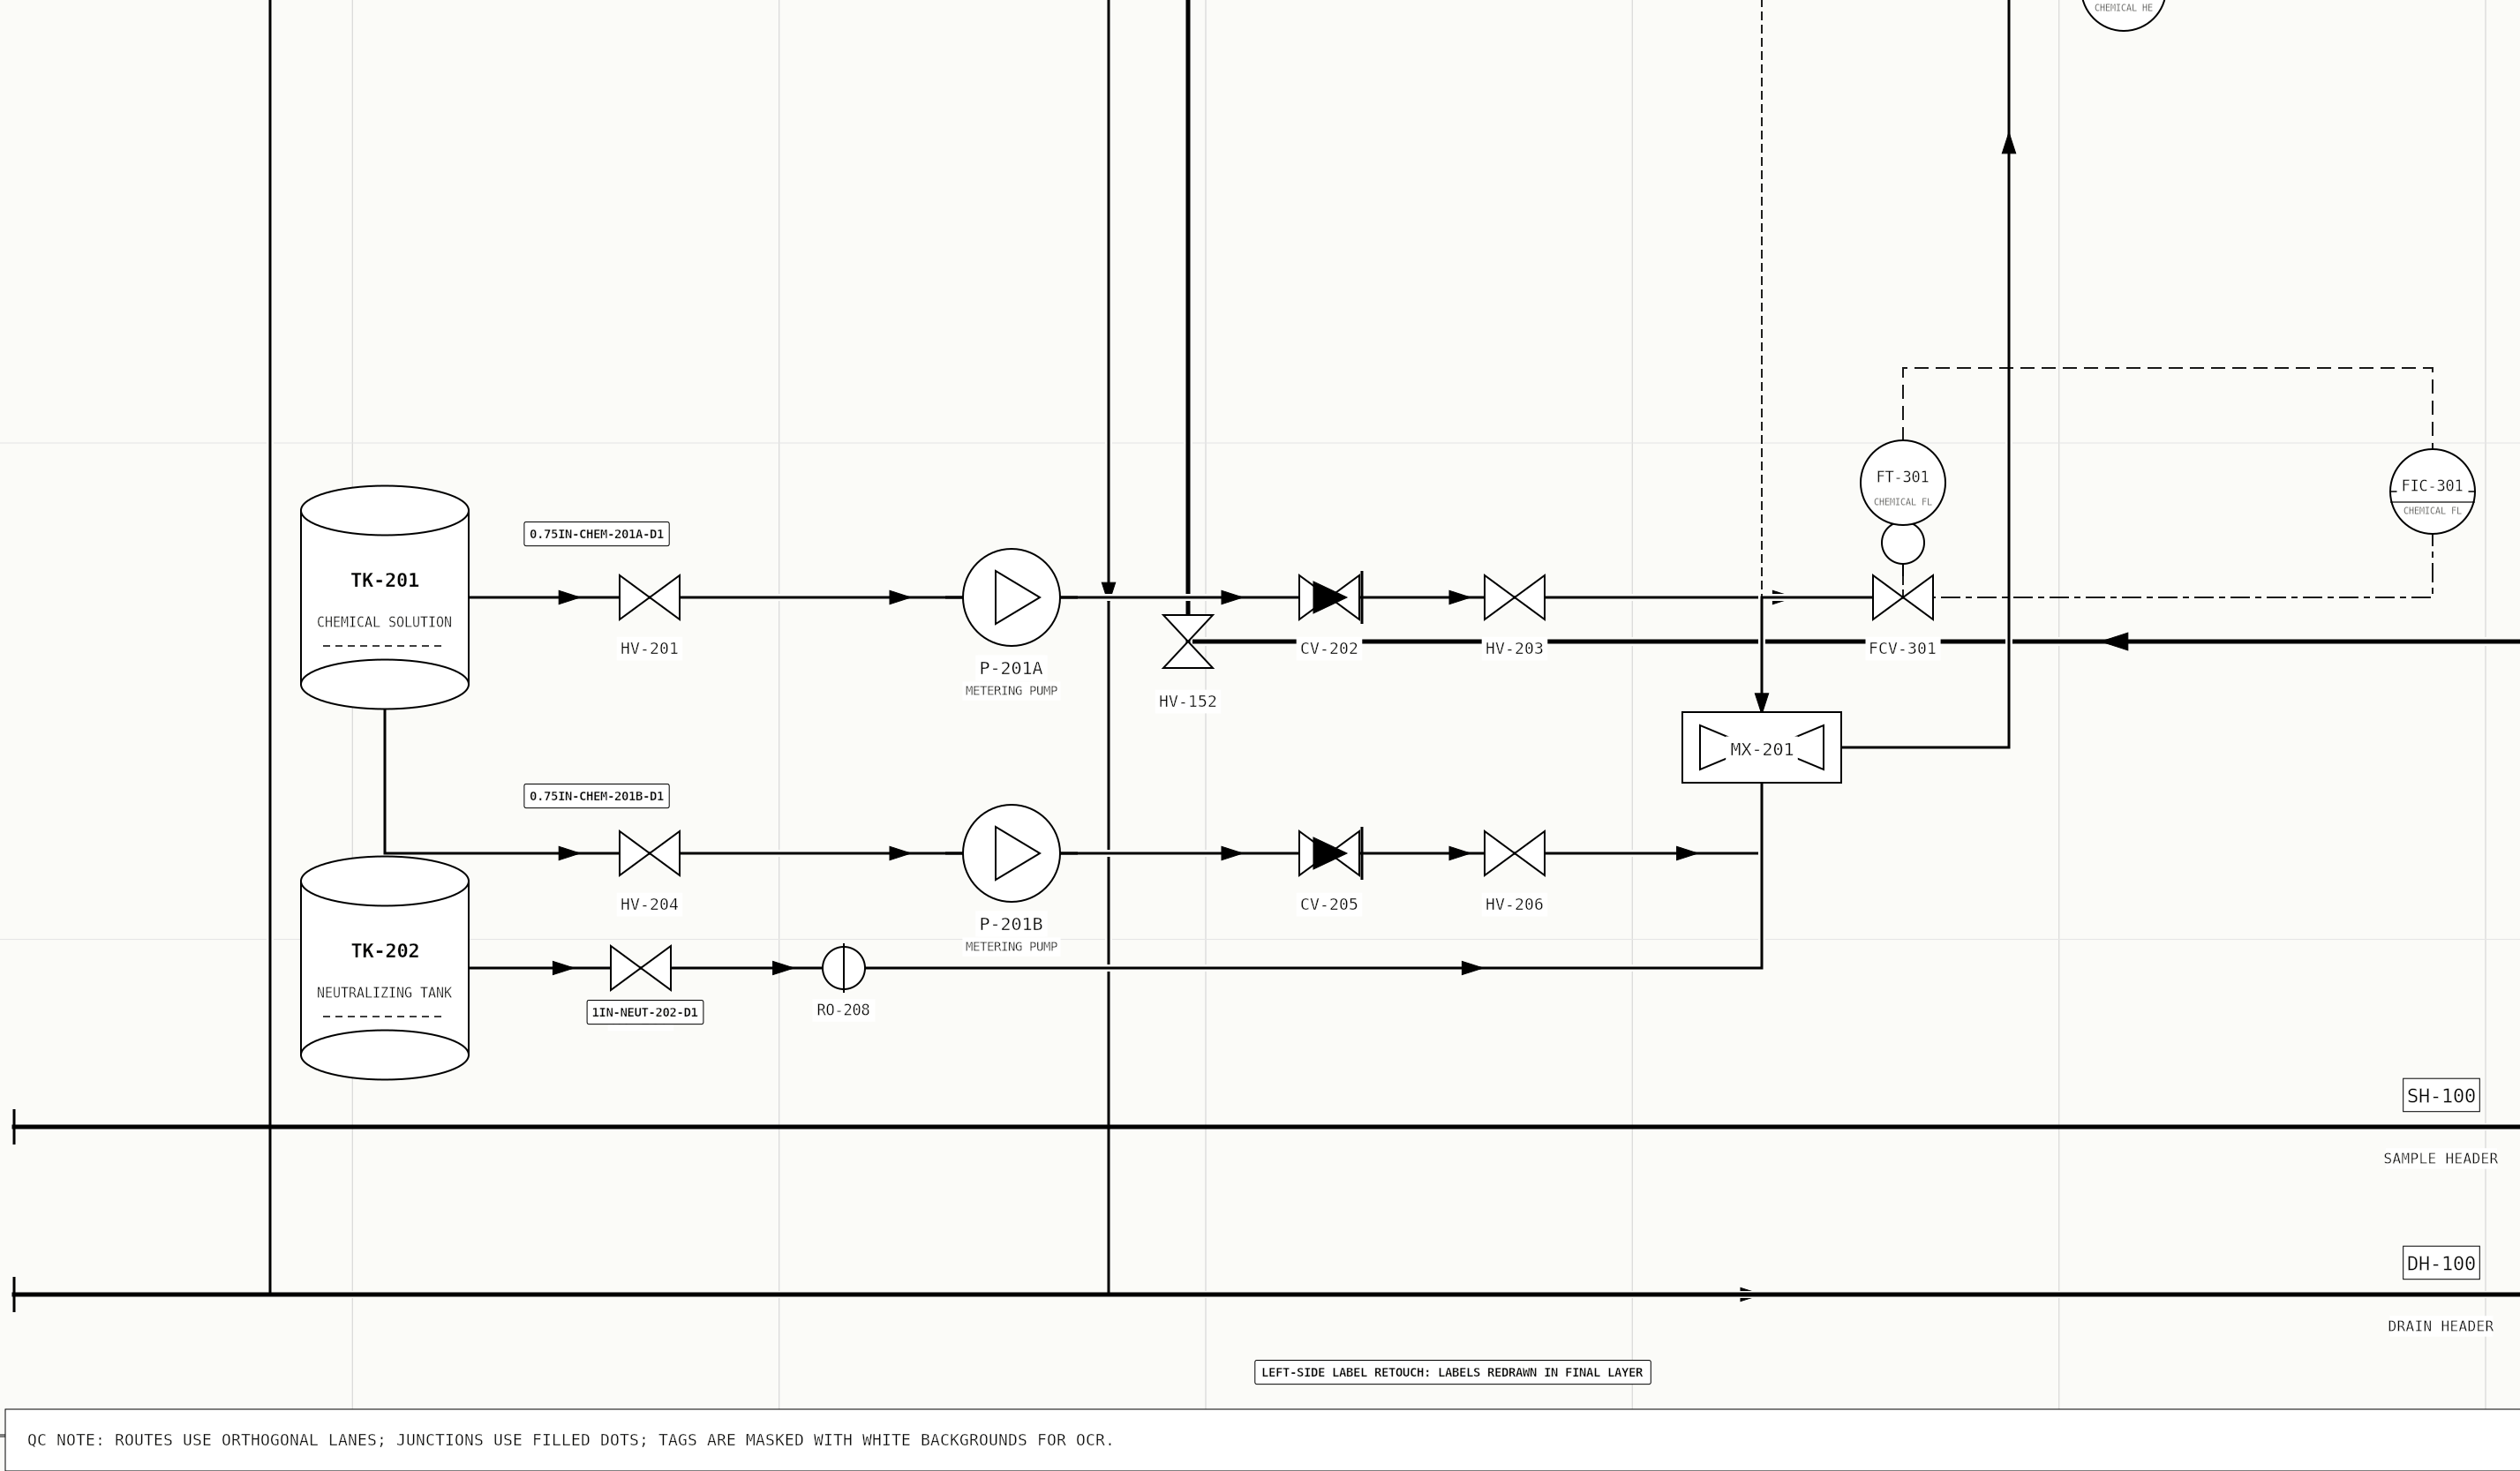 CHEMICAL HE
FT-301
CHEMICAL FL
FIC-301
CHEMICAL FL
0.75IN-CHEM-201A-D1
TK-201
CHEMICAL SOLUTION
HV-201
P-201A
METERING PUMP
HV-152
CV-202
HV-203
FCV-301
MX-201
0.75IN-CHEM-201B-D1
HV-204
P-201B
METERING PUMP
CV-205
HV-206
TK-202
NEUTRALIZING TANK
1IN-NEUT-202-D1
RO-208
SH-100
SAMPLE HEADER
DH-100
DRAIN HEADER
LEFT-SIDE LABEL RETOUCH: LABELS REDRAWN IN FINAL LAYER
QC NOTE: ROUTES USE ORTHOGONAL LANES; JUNCTIONS USE FILLED DOTS; TAGS ARE MASKED WITH WHITE BACKGROUNDS FOR OCR.